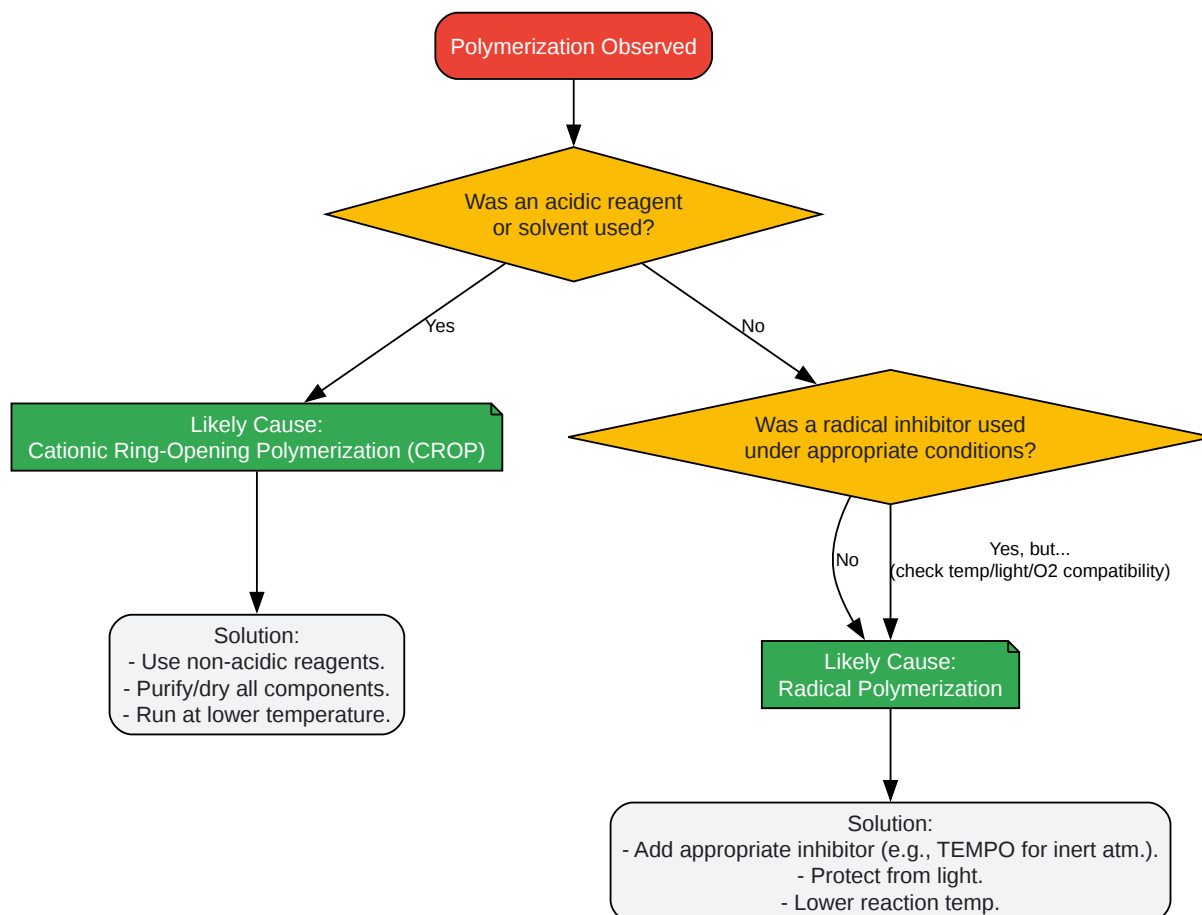 Polymerization Observed
Was an acidic reagent
or solvent used?
Yes
No
Likely Cause:
Cationic Ring-Opening Polymerization (CROP)
Was a radical inhibitor used
under appropriate conditions?
No
Yes, but...
(check temp/light/O2 compatibility)
Solution:
- Use non-acidic reagents.
- Purify/dry all components.
- Run at lower temperature.
Likely Cause:
Radical Polymerization
Solution:
- Add appropriate inhibitor (e.g., TEMPO for inert atm.).
- Protect from light.
- Lower reaction temp.